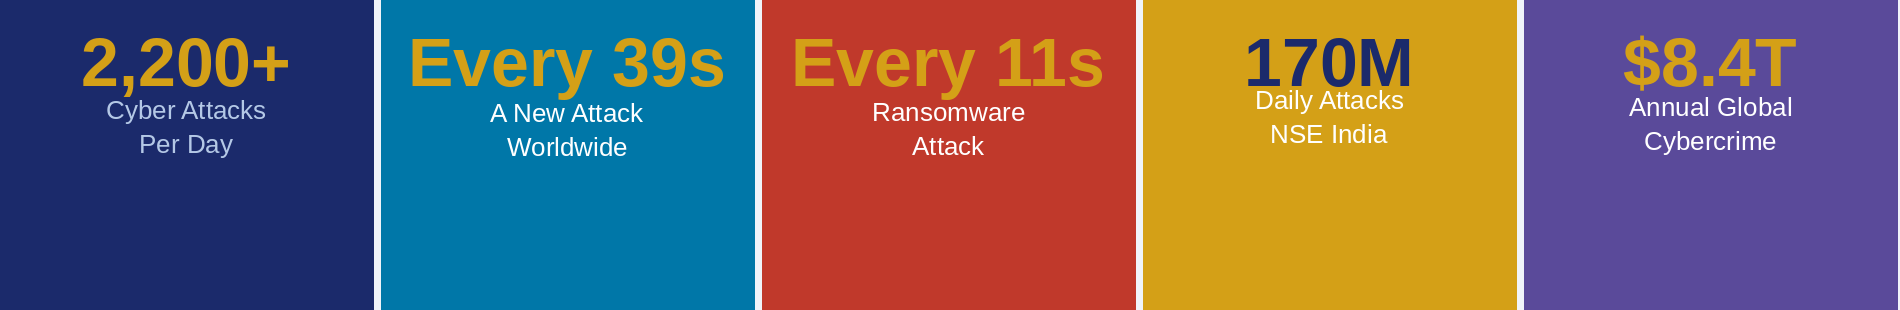 2,200+
Cyber Attacks
Per Day
Every 39s
A New Attack
Worldwide
Every 11s
Ransomware
Attack
170M
Daily Attacks
NSE India
$8.4T
Annual Global
Cybercrime